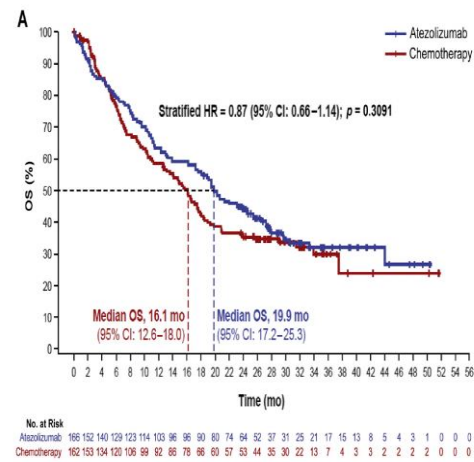 A
Atezolizumab
Chemotherapy
Stratified HR = 0.87 (95% CI: 0.66–1.14); p = 0.3091
OS (%)
100
90
80
70
60
50
40
30
20
10
0
Median OS, 16.1 mo
(95% CI: 12.6–18.0)
Median OS, 19.9 mo
(95% CI: 17.2–25.3)
0 2 4 6 8 10 12 14 16 18 20 22 24 26 28 30 32 34 36 38 40 42 44 46 48 50 52 54 56
Time (mo)
No. at Risk
Atezolizumab 166 152 140 129 123 114 103 96 96 90 80 74 64 52 37 31 25 21 17 15 13 8 5 4 3 1 0 0 0
Chemotherapy 162 153 134 120 106 99 92 86 78 66 60 57 53 44 35 30 22 13 7 4 3 3 2 2 2 2 0 0 0